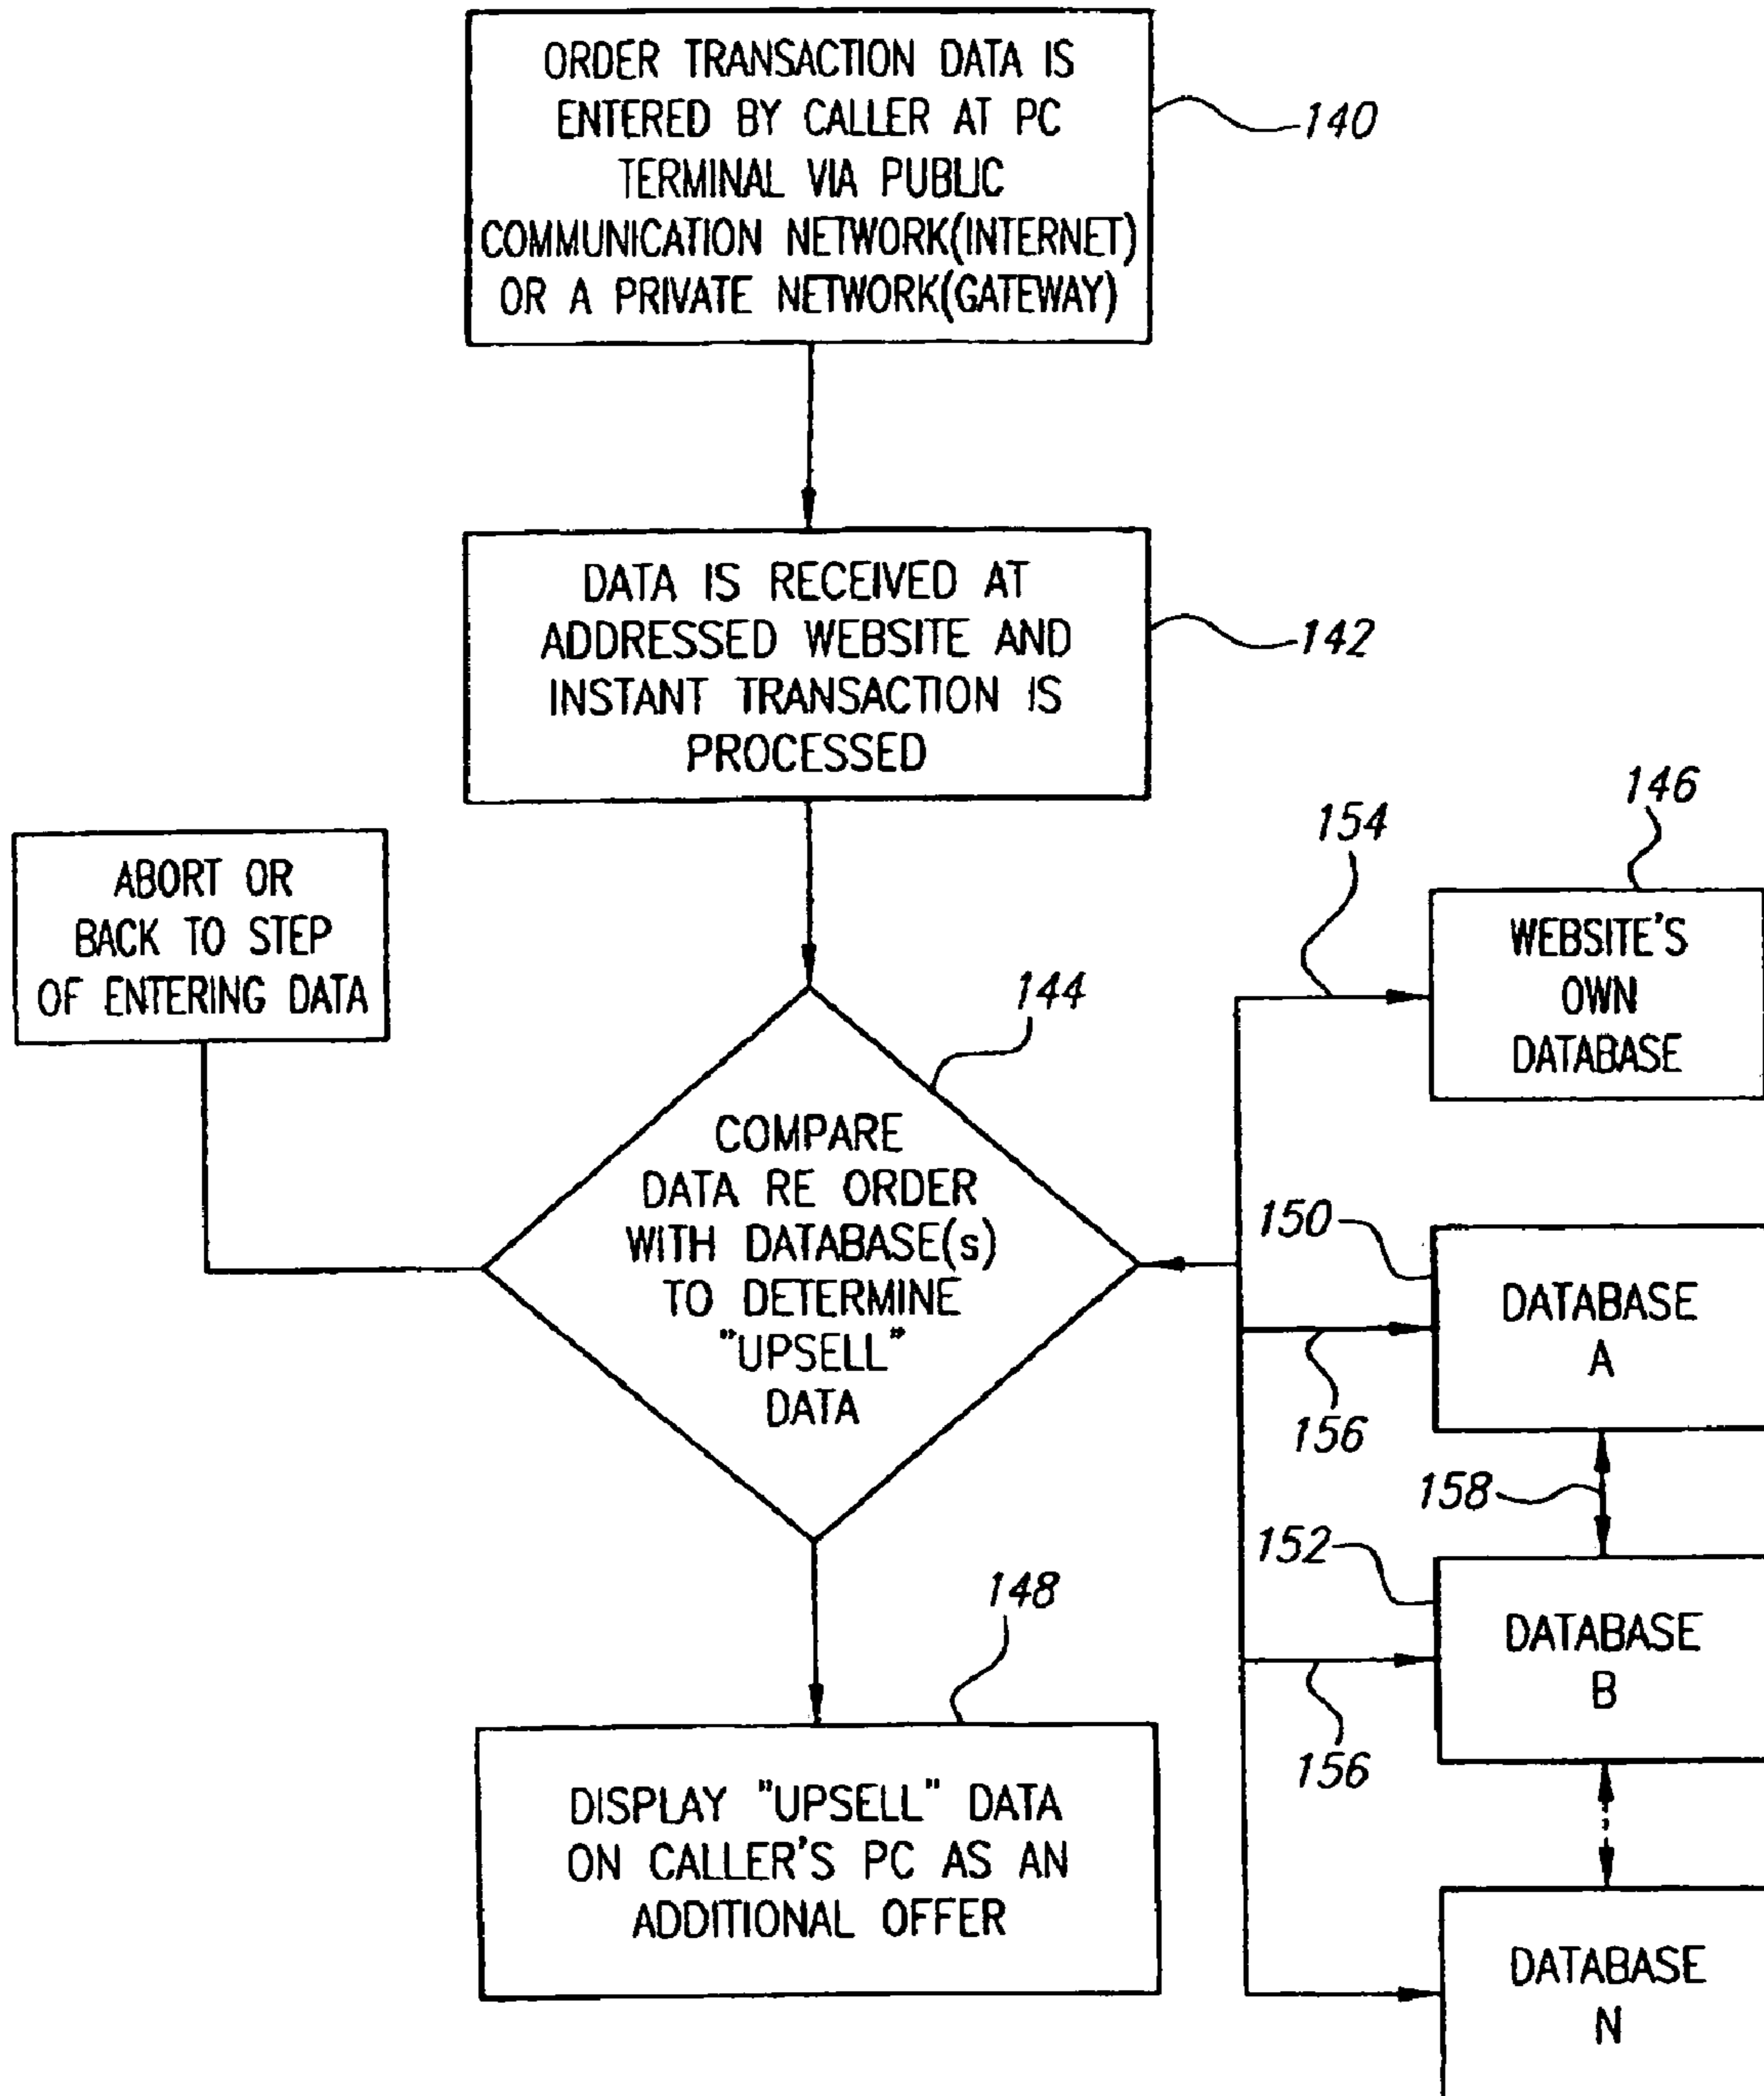 ORDER TRANSACTION DATA IS
ENTERED BY CALLER AT PC
TERMINAL VIA PUBLIC
COMMUNICATION NETWORK(INTERNET)
OR A PRIVATE NETWORK(GATEWAY)
140
DATA IS RECEIVED AT
ADDRESSED WEBSITE AND
INSTANT TRANSACTION IS
PROCESSED
142
ABORT OR
BACK TO STEP
OF ENTERING DATA
144
COMPARE
DATA RE ORDER
WITH DATABASE(s)
TO DETERMINE
"UPSELL"
DATA
154
146
WEBSITE'S
OWN
DATABASE
150
DATABASE
A
156
158
152
DATABASE
B
156
148
DISPLAY "UPSELL" DATA
ON CALLER'S PC AS AN
ADDITIONAL OFFER
DATABASE
N